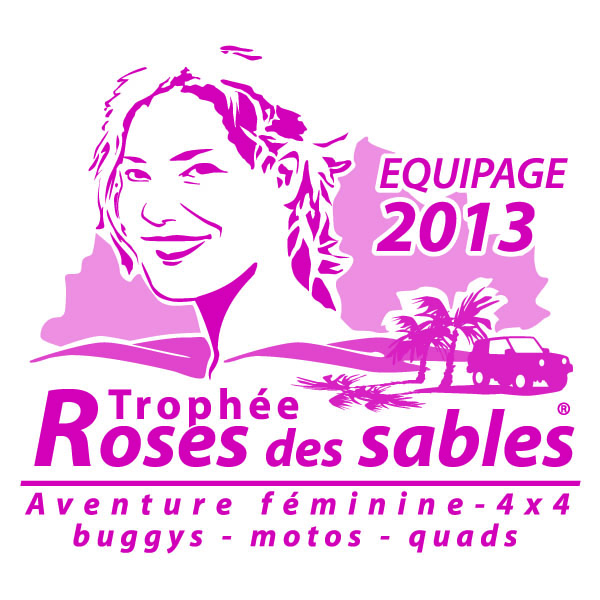 EQUIPAGE
2013
Trophée
Roses des sables ®
Aventure féminine - 4x4
buggys - motos - quads